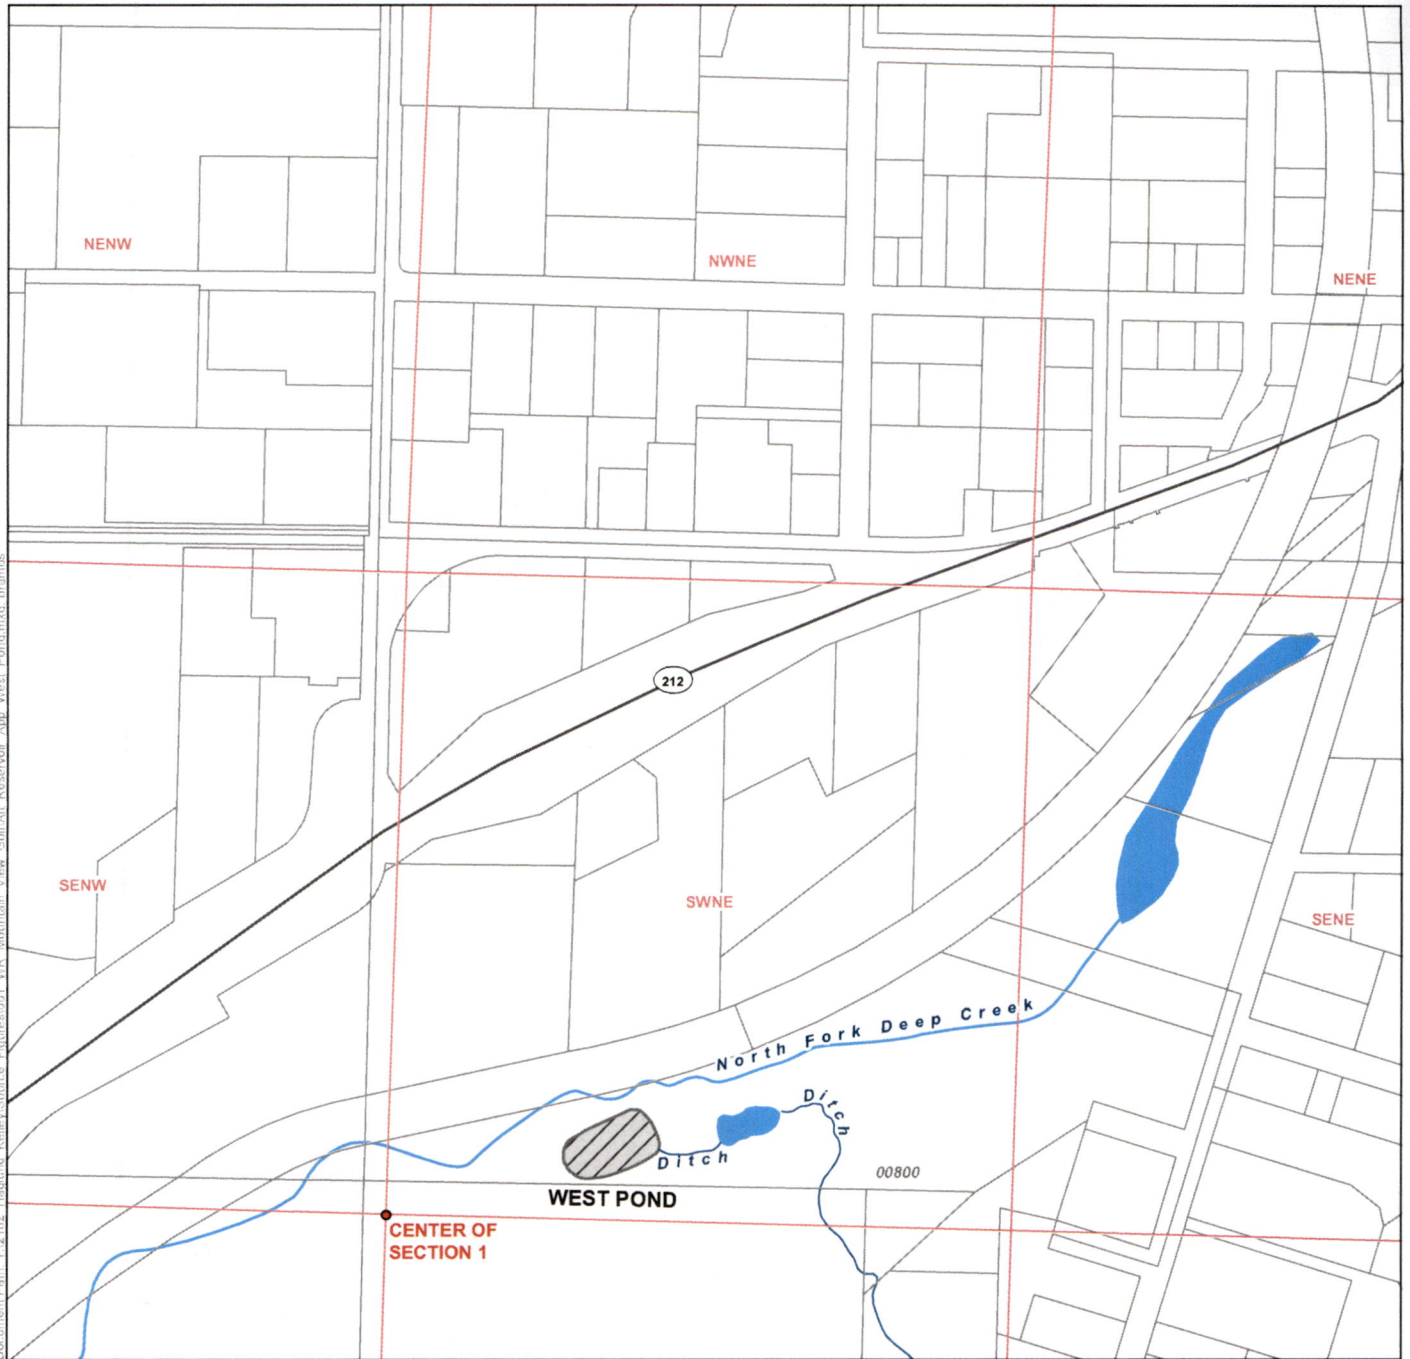 NENW
NWNE
NENE
212
SENW
SWNE
SENE
North Fork Deep Creek
Ditch
Ditch
00800
WEST POND
CENTER OF
SECTION 1